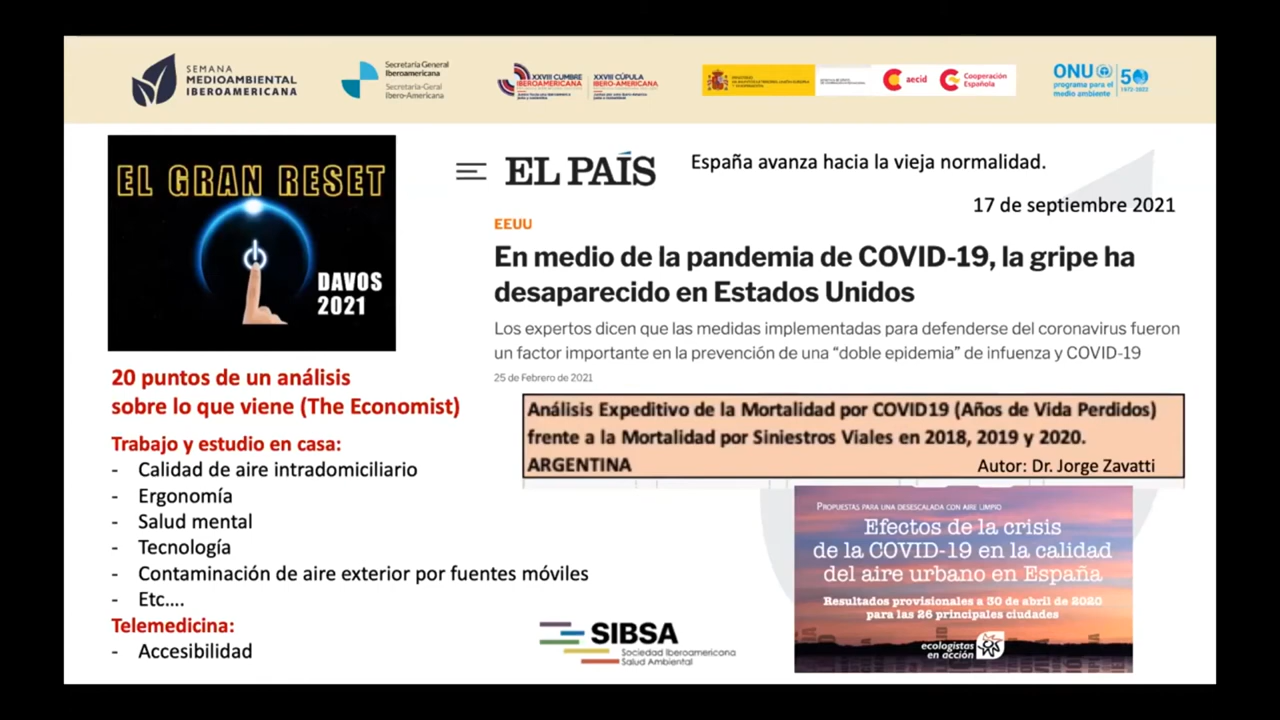 SEMANA
MEDIOAMBIENTAL
IBEROAMERICANA
Secretaría General
Iberoamericana
Secretaria-Geral
Ibero-Americana
XXVIII CUMBRE
IBEROAMERICANA
XXVIII CÚPULA
IBERO-AMERICANA
aecid
Cooperación
Española
ONU
programa para el
medio ambiente
50
1972-2022
EL GRAN RESET
DAVOS
2021
EL PAÍS
España avanza hacia la vieja normalidad.
17 de septiembre 2021
EEUU
En medio de la pandemia de COVID-19, la gripe ha
desaparecido en Estados Unidos
Los expertos dicen que las medidas implementadas para defenderse del coronavirus fueron
un factor importante en la prevención de una “doble epidemia” de infuenza y COVID-19
25 de Febrero de 2021
20 puntos de un análisis
sobre lo que viene (The Economist)
Trabajo y estudio en casa:
- Calidad de aire intradomiciliario
- Ergonomía
- Salud mental
- Tecnología
- Contaminación de aire exterior por fuentes móviles
- Etc....
Telemedicina:
- Accesibilidad
Análisis Expeditivo de la Mortalidad por COVID19 (Años de Vida Perdidos)
frente a la Mortalidad por Siniestros Viales en 2018, 2019 y 2020.
ARGENTINA
Autor: Dr. Jorge Zavatti
PROPUESTAS PARA UNA DESESCALADA CON AIRE LIMPIO
Efectos de la crisis
de la COVID-19 en la calidad
del aire urbano en España
Resultados provisionales a 30 de abril de 2020
para las 26 principales ciudades
ecologistas
en acción
SIBSA
Sociedad Iberoamericana
Salud Ambiental